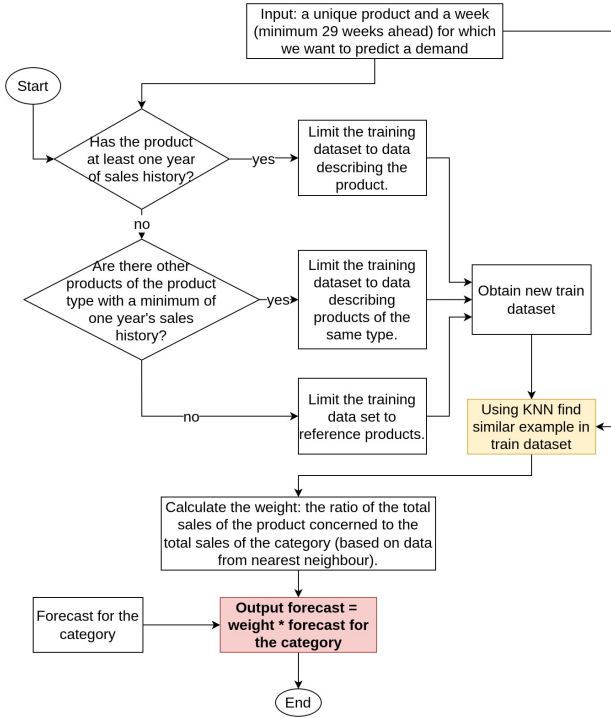 Input: a unique product and a week
(minimum 29 weeks ahead) for which
we want to predict a demand
Start
Has the product
at least one year
of sales history?
yes
Limit the training
dataset to data
describing the
product.
no
Are there other
products of the product
type with a minimum of
one year's sales
history?
yes
Limit the training
dataset to data
describing
products of the
same type.
Obtain new train
dataset
no
Limit the training
data set to
reference products.
Using KNN find
similar example in
train dataset
Calculate the weight: the ratio of the total
sales of the product concerned to the
total sales of the category (based on data
from nearest neighbour).
Forecast for the
category
Output forecast =
weight * forecast for
the category
End